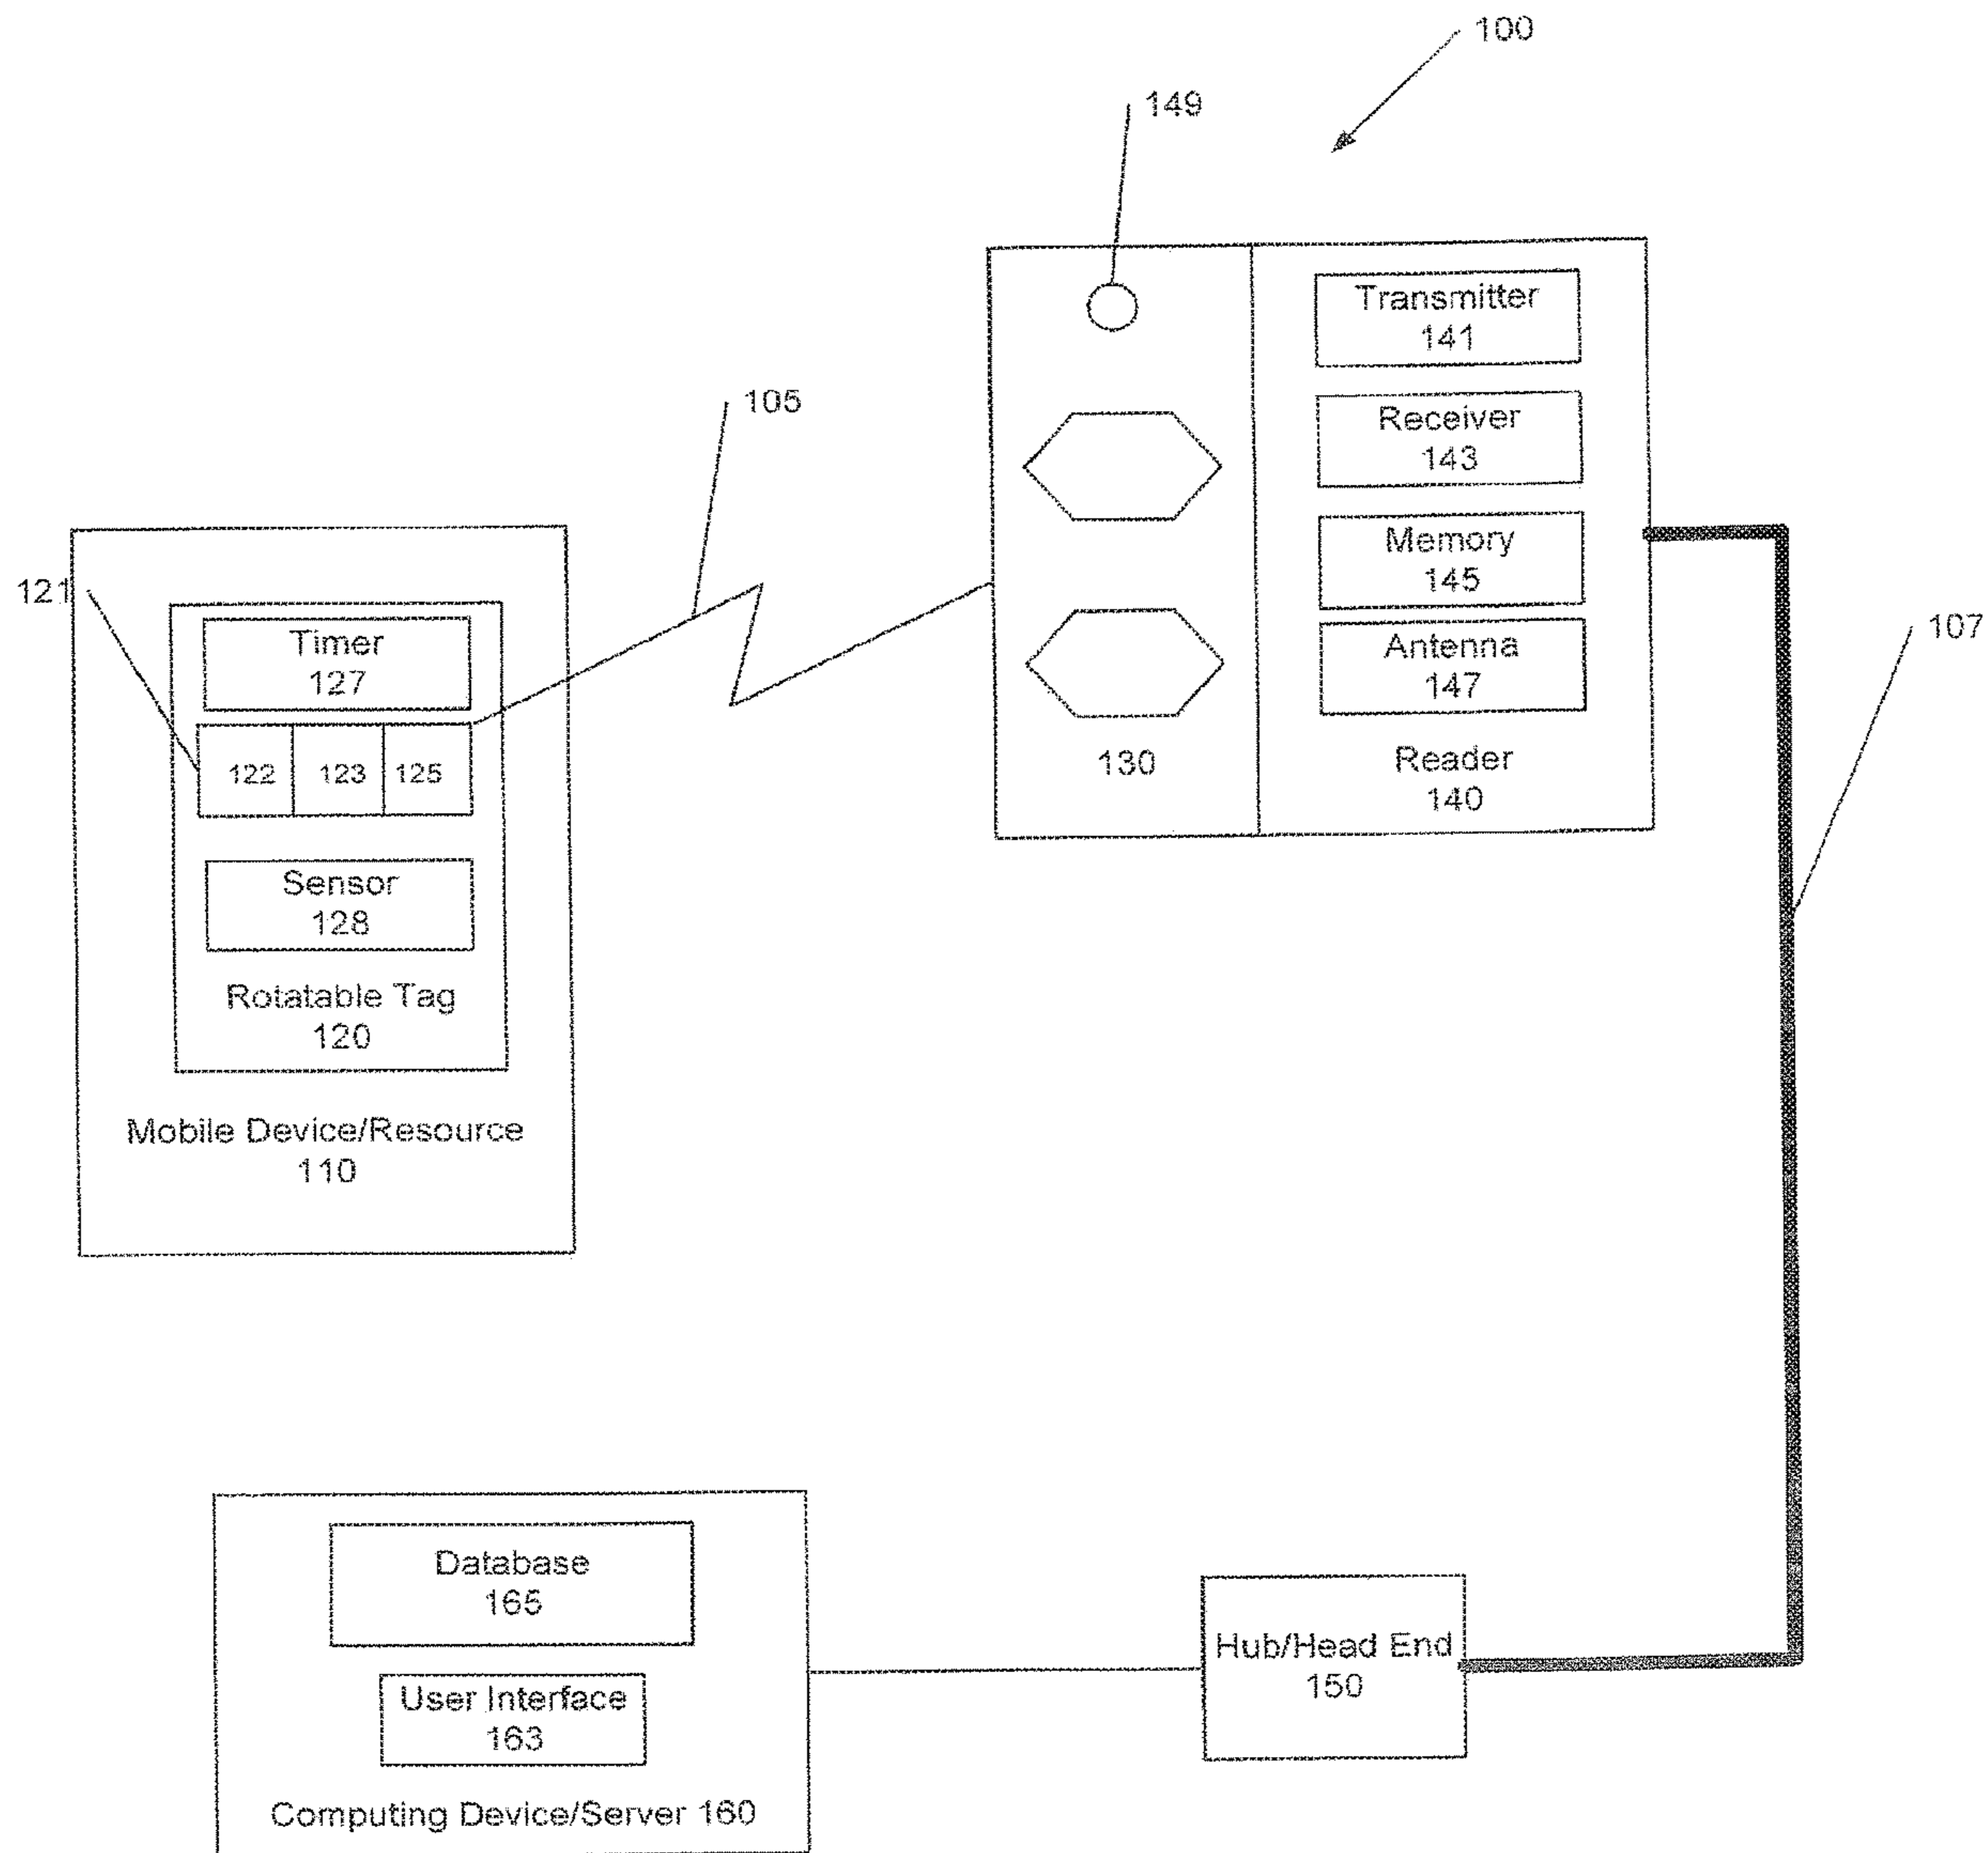 100
149
Transmitter
141
105
Receiver
143
Memory
145
121
Timer
127
Antenna
147
107
122 123 125
130
Reader
140
Sensor
128
Rotatable Tag
120
Mobile Device/Resource
110
Database
165
Hub/Head End
150
User Interface
163
Computing Device/Server 160